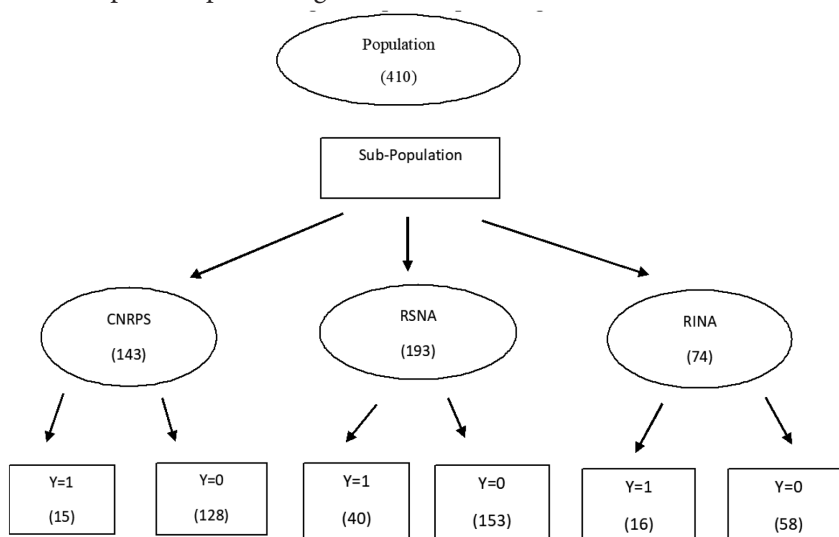 Population
(410)
Sub-Population
CNRPS
(143)
RSNA
(193)
RINA
(74)
Y=1
(15)
Y=0
(128)
Y=1
(40)
Y=0
(153)
Y=1
(16)
Y=0
(58)